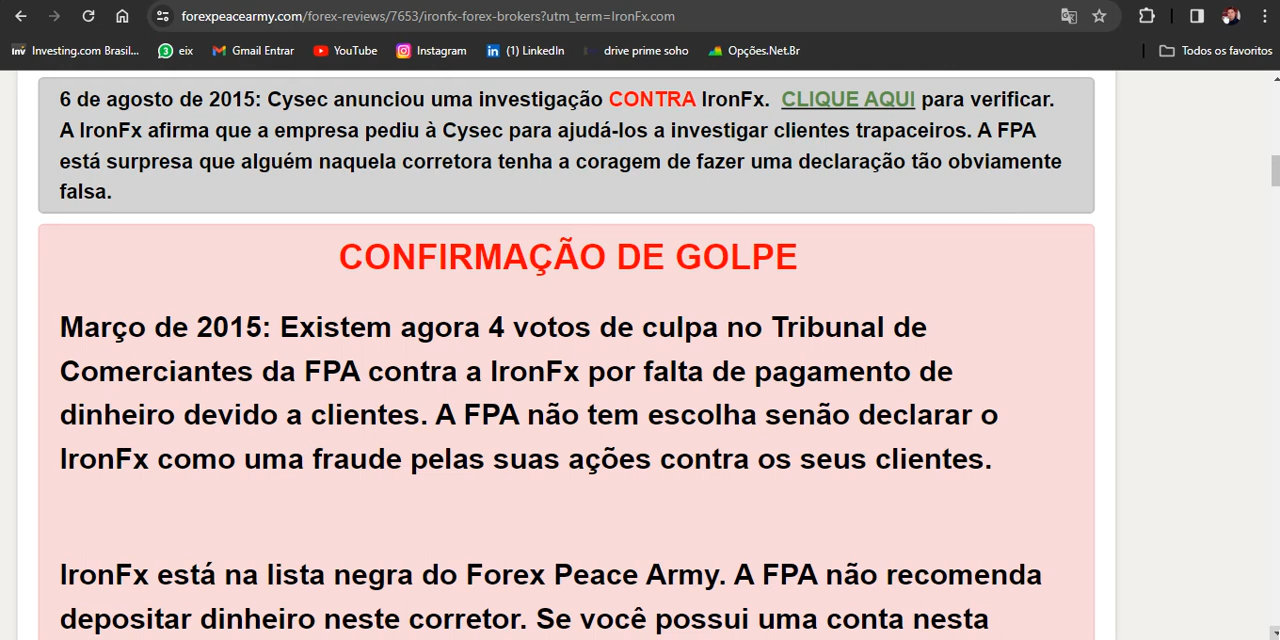 forexpeacearmy.com/forex-reviews/7653/ironfx-forex-brokers?utm_term=IronFx.com
Investing.com Brasil... 3 eix Gmail Entrar YouTube Instagram (1) LinkedIn drive prime soho Opções.Net.Br Todos os favoritos
6 de agosto de 2015: Cysec anunciou uma investigação CONTRA IronFx. CLIQUE AQUI para verificar.
A IronFx afirma que a empresa pediu à Cysec para ajudá-los a investigar clientes trapaceiros. A FPA
está surpresa que alguém naquela corretora tenha a coragem de fazer uma declaração tão obviamente
falsa.
CONFIRMAÇÃO DE GOLPE
Março de 2015: Existem agora 4 votos de culpa no Tribunal de
Comerciantes da FPA contra a IronFx por falta de pagamento de
dinheiro devido a clientes. A FPA não tem escolha senão declarar o
IronFx como uma fraude pelas suas ações contra os seus clientes.
IronFx está na lista negra do Forex Peace Army. A FPA não recomenda
depositar dinheiro neste corretor. Se você possui uma conta nesta